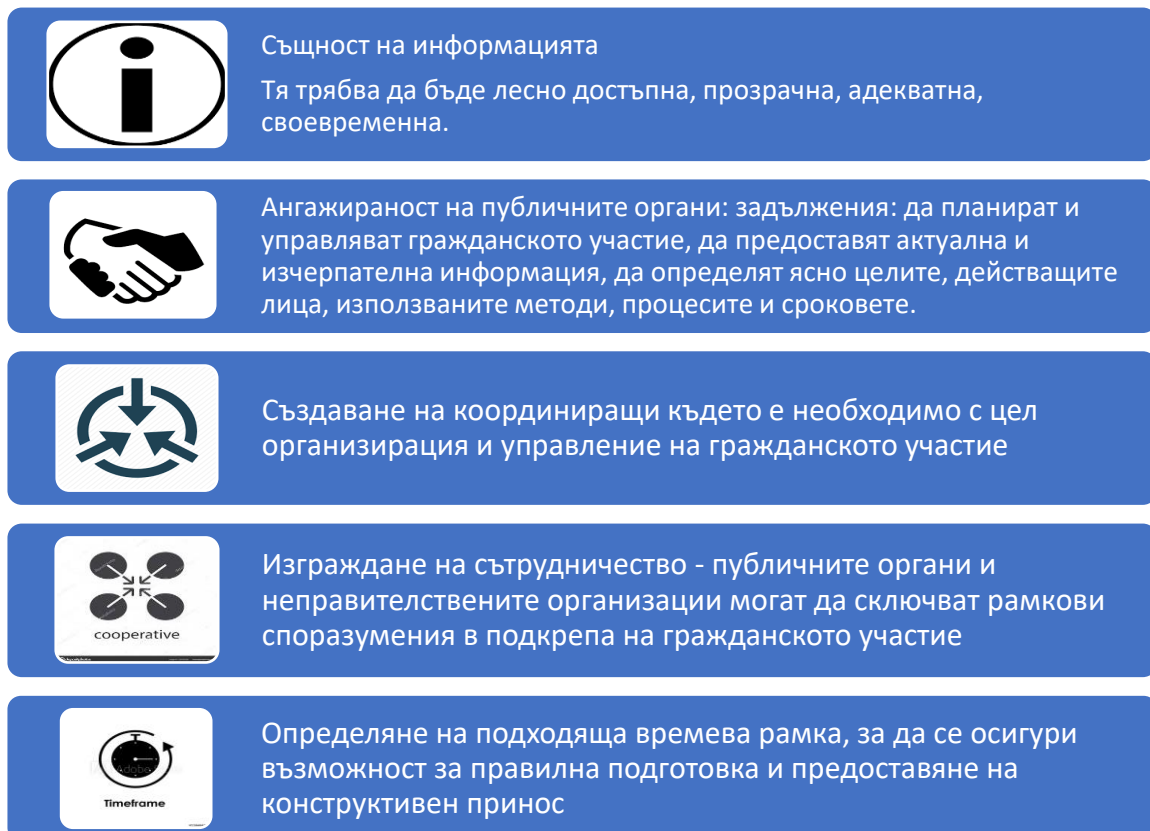 Същност на информацията
Тя трябва да бъде лесно достъпна, прозрачна, адекватна,
своевременна.
Ангажираност на публичните органи: задължения: да планират и
управляват гражданското участие, да предоставят актуална и
изчерпателна информация, да определят ясно целите, действащите
лица, използваните методи, процесите и сроковете.
Създаване на координиращи където е необходимо с цел
организирация и управление на гражданското участие
cooperative
Изграждане на сътрудничество - публичните органи и
неправителствените организации могат да сключват рамкови
споразумения в подкрепа на гражданското участие
Timeframe
Определяне на подходяща времева рамка, за да се осигури
възможност за правилна подготовка и предоставяне на
конструктивен принос